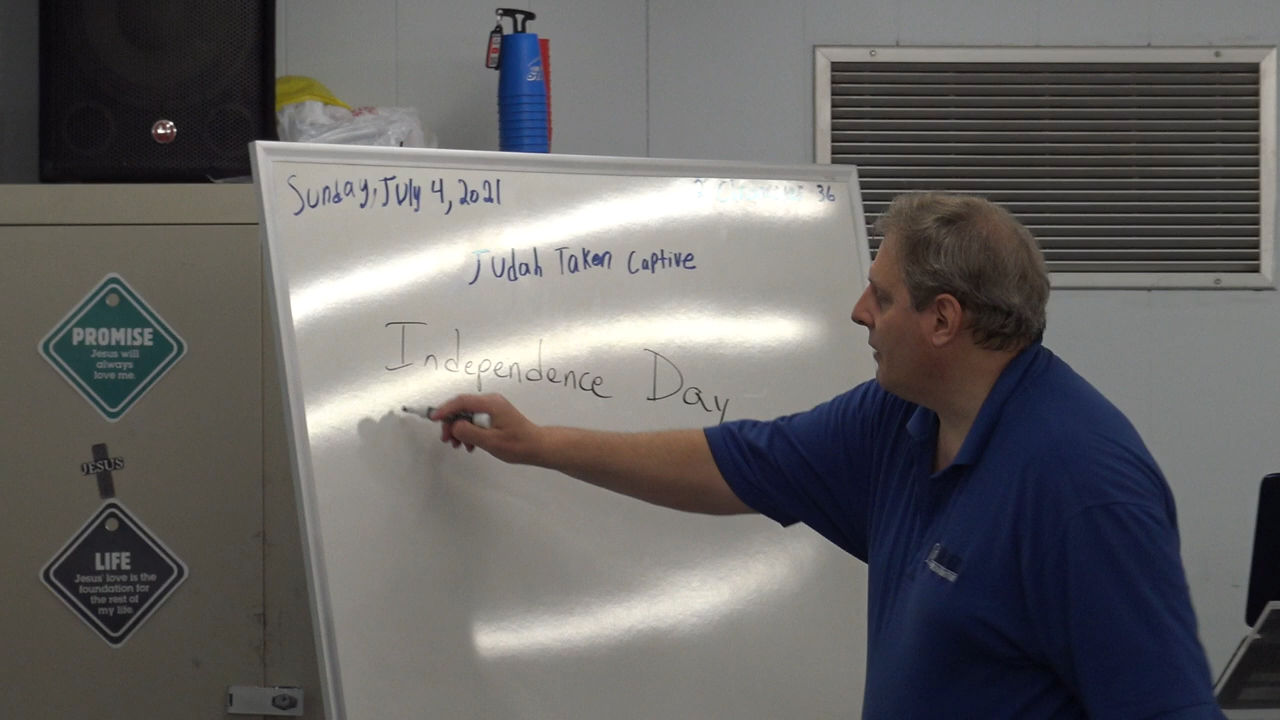 Sunday, July 4, 2021
2 Chronicles 36
Judah Taken Captive
Independence Day
PROMISE
Jesus will
always
love me.
JESUS
LIFE
Jesus' love is the
foundation for
the rest of
my life.